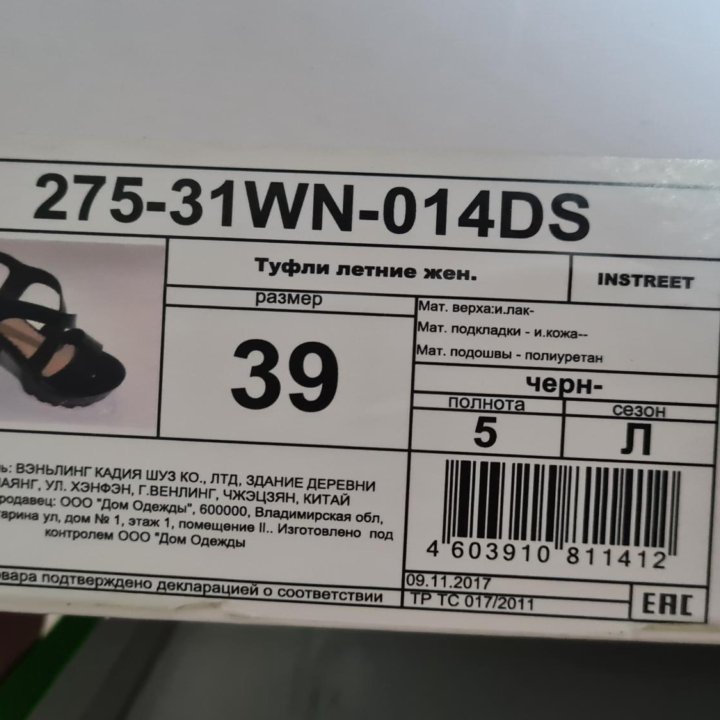 275-31WN-014DS
Туфли летние жен.
INSTREET
размер
39
Мат. верха:и.лак-
Мат. подкладки - и.кожа--
Мат. подошвы - полиуретан
черн-
полнота
сезон
5
Л
ВЭНЬЛИНГ КАДИЯ ШУЗ КО., ЛТД, ЗДАНИЕ ДЕРЕВНИ
УЛ. ХЭНФЭН, Г.ВЕНЛИНГ, ЧЖЭЦЗЯН, КИТАЙ
ООО "Дом Одежды", 600000, Владимирская обл,
ул, дом № 1, этаж 1, помещение II.. Изготовлено под
контролем ООО "Дом Одежды
4 603910 811412
09.11.2017
подтверждено декларацией о соответствии
ТР ТС 017/2011
ЕАС